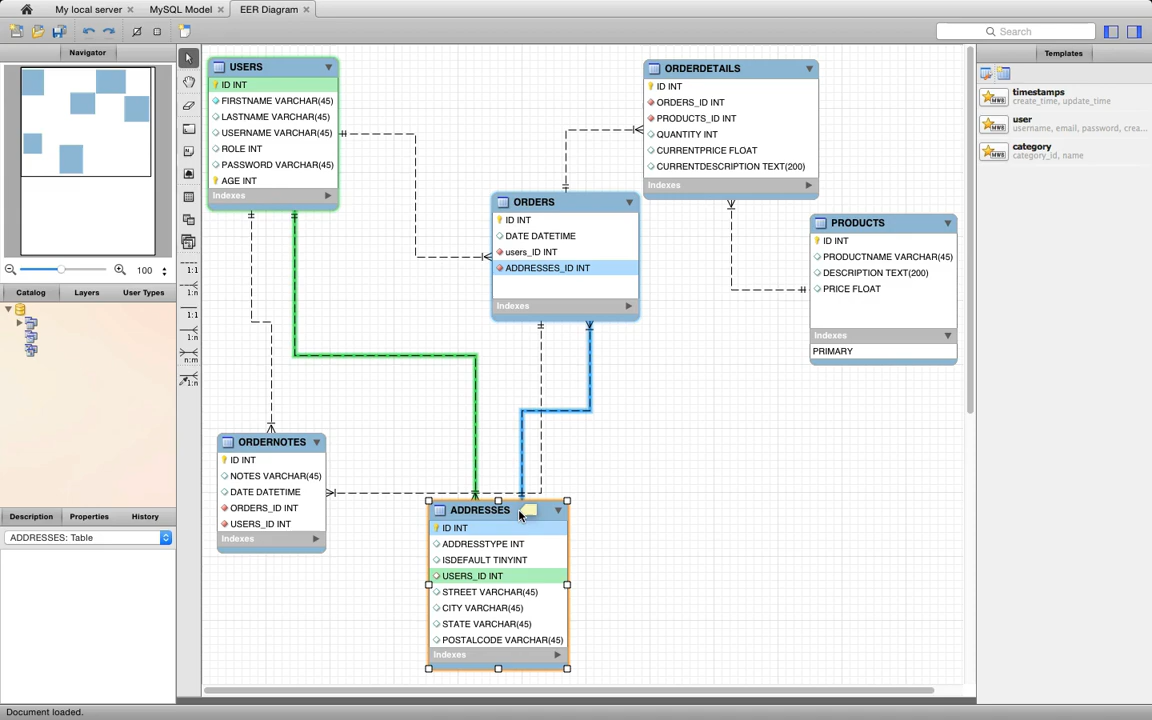 My local server
MySQL Model
EER Diagram
Search
Navigator
100
Catalog
Layers
User Types
Description
Properties
History
ADDRESSES: Table
1:1
1:n
1:1
1:n
n:m
1:n
USERS
ID INT
FIRSTNAME VARCHAR(45)
LASTNAME VARCHAR(45)
USERNAME VARCHAR(45)
ROLE INT
PASSWORD VARCHAR(45)
AGE INT
Indexes
ORDERDETAILS
ID INT
ORDERS_ID INT
PRODUCTS_ID INT
QUANTITY INT
CURRENTPRICE FLOAT
CURRENTDESCRIPTION TEXT(200)
Indexes
ORDERS
ID INT
DATE DATETIME
users_ID INT
ADDRESSES_ID INT
Indexes
PRODUCTS
ID INT
PRODUCTNAME VARCHAR(45)
DESCRIPTION TEXT(200)
PRICE FLOAT
Indexes
PRIMARY
ORDERNOTES
ID INT
NOTES VARCHAR(45)
DATE DATETIME
ORDERS_ID INT
USERS_ID INT
Indexes
ADDRESSES
ID INT
ADDRESSTYPE INT
ISDEFAULT TINYINT
USERS_ID INT
STREET VARCHAR(45)
CITY VARCHAR(45)
STATE VARCHAR(45)
POSTALCODE VARCHAR(45)
Indexes
Templates
timestamps
create_time, update_time
user
username, email, password, crea...
category
category_id, name
Document loaded.